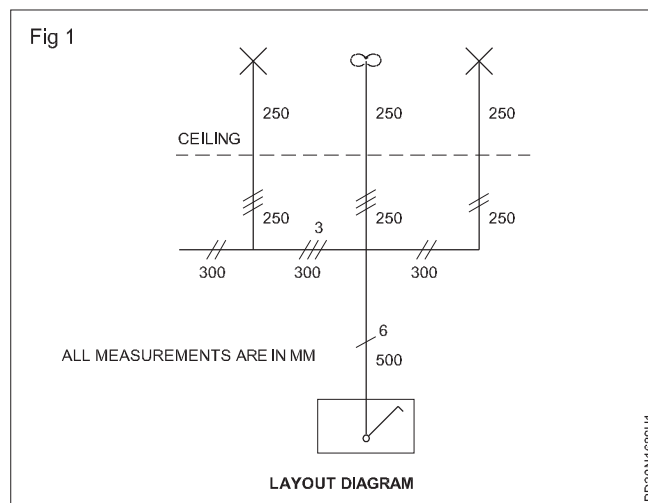 Fig 1
250 250 250
CEILING
250 250 250
3
300 300 300
6
ALL MEASUREMENTS ARE IN MM 500
LAYOUT DIAGRAM